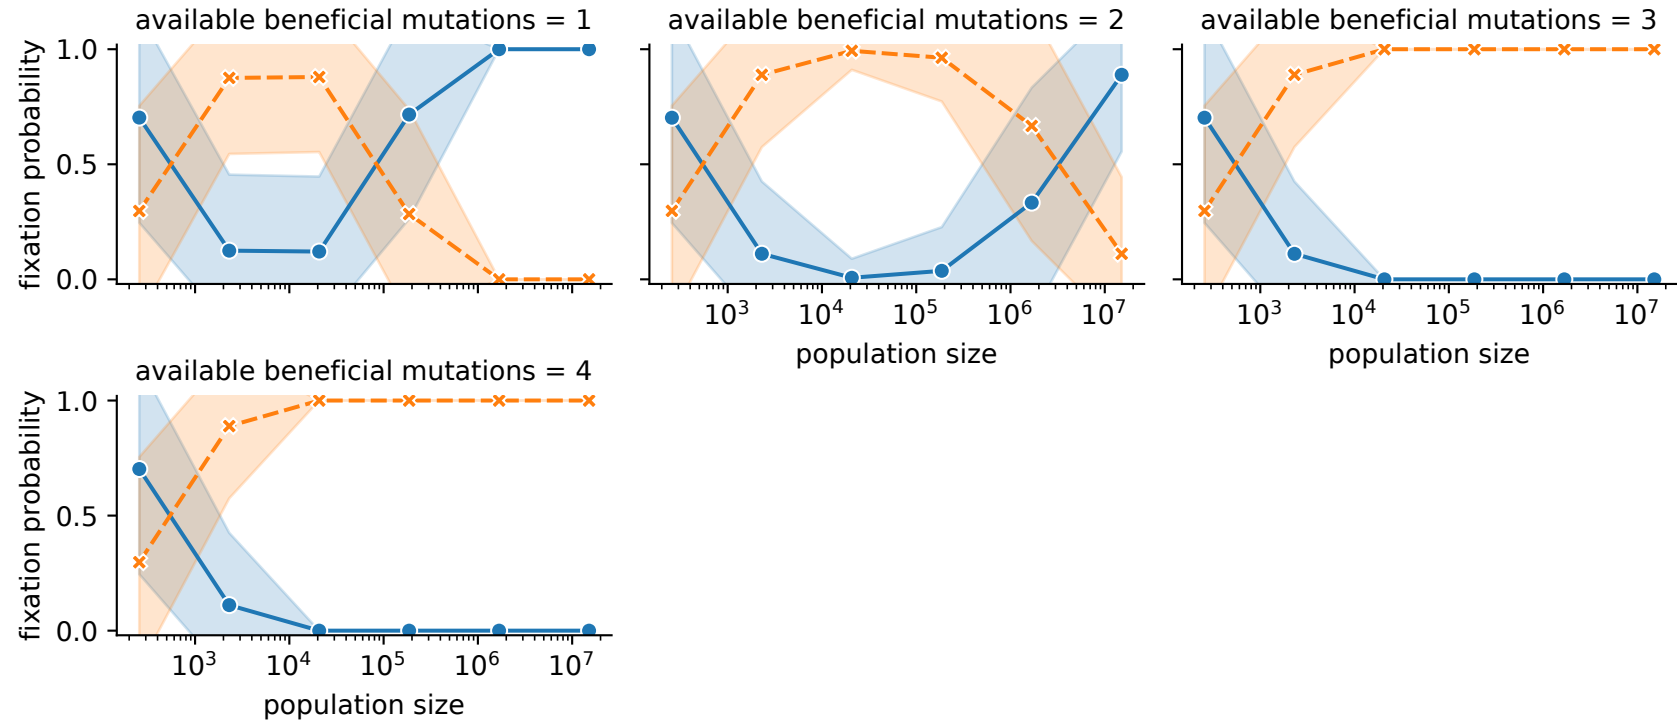 available beneficial mutations = 1
available beneficial mutations = 2
available beneficial mutations = 3
fixation probability
1.0
0.5
0.0
10³ 10⁴ 10⁵ 10⁶ 10⁷
population size
10³ 10⁴ 10⁵ 10⁶ 10⁷
population size
available beneficial mutations = 4
fixation probability
1.0
0.5
0.0
10³ 10⁴ 10⁵ 10⁶ 10⁷
population size